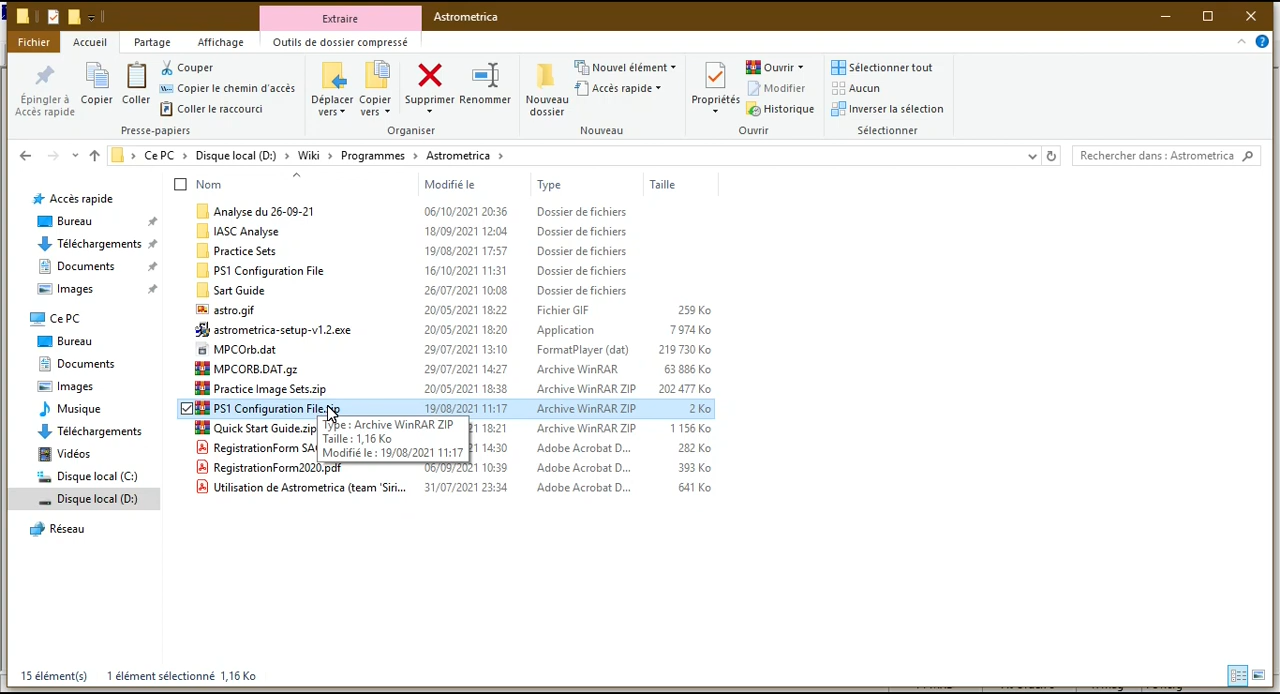 Extraire
Astrometrica
Fichier
Accueil
Partage
Affichage
Outils de dossier compressé
Épingler à
Accès rapide
Copier
Coller
Couper
Copier le chemin d'accès
Coller le raccourci
Presse-papiers
Déplacer
vers
Copier
vers
Supprimer
Renommer
Organiser
Nouveau
dossier
Nouvel élément
Accès rapide
Nouveau
Propriétés
Ouvrir
Modifier
Historique
Ouvrir
Sélectionner tout
Aucun
Inverser la sélection
Sélectionner
Ce PC > Disque local (D:) > Wiki > Programmes > Astrometrica >
Rechercher dans : Astrometrica
Accès rapide
Bureau
Téléchargements
Documents
Images
Ce PC
Bureau
Documents
Images
Musique
Téléchargements
Vidéos
Disque local (C:)
Disque local (D:)
Réseau
Nom Modifié le Type Taille
Analyse du 26-09-21 06/10/2021 20:36 Dossier de fichiers
IASC Analyse 18/09/2021 12:04 Dossier de fichiers
Practice Sets 19/08/2021 17:57 Dossier de fichiers
PS1 Configuration File 16/10/2021 11:31 Dossier de fichiers
Sart Guide 26/07/2021 10:08 Dossier de fichiers
astro.gif 20/05/2021 18:22 Fichier GIF 259 Ko
astrometrica-setup-v1.2.exe 20/05/2021 18:20 Application 7 974 Ko
MPCOrb.dat 29/07/2021 13:10 FormatPlayer (dat) 219 730 Ko
MPCORB.DAT.gz 29/07/2021 14:27 Archive WinRAR 63 886 Ko
Practice Image Sets.zip 20/05/2021 18:38 Archive WinRAR ZIP 202 477 Ko
PS1 Configuration File.zip 19/08/2021 11:17 Archive WinRAR ZIP 2 Ko
Quick Start Guide.zip 18:21 Archive WinRAR ZIP 1 156 Ko
RegistrationForm 14:30 Adobe Acrobat D... 282 Ko
RegistrationForm2020.pdf 06/09/2021 10:39 Adobe Acrobat D... 393 Ko
Utilisation de Astrometrica (team 'Siri... 31/07/2021 23:34 Adobe Acrobat D... 641 Ko
Type : Archive WinRAR ZIP
Taille : 1,16 Ko
Modifié le : 19/08/2021 11:17
15 élément(s) 1 élément sélectionné 1,16 Ko